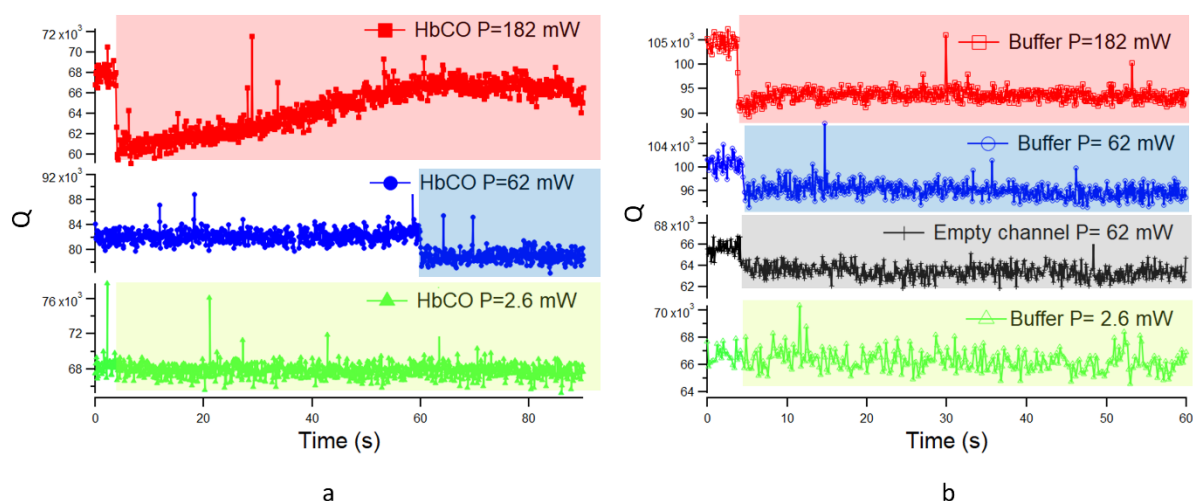 72 x10³
70
68
66
64
62
60
HbCO P=182 mW
92 x10³
88
84
80
HbCO P=62 mW
76 x10³
72
68
HbCO P=2.6 mW
Q
0 20 40 60 80
Time (s)
a
105 x10³
100
95
90
Buffer P=182 mW
104 x10³
100
96
Buffer P= 62 mW
68 x10³
66
64
62
Empty channel P= 62 mW
70 x10³
68
66
64
Buffer P= 2.6 mW
Q
0 10 20 30 40 50 60
Time (s)
b